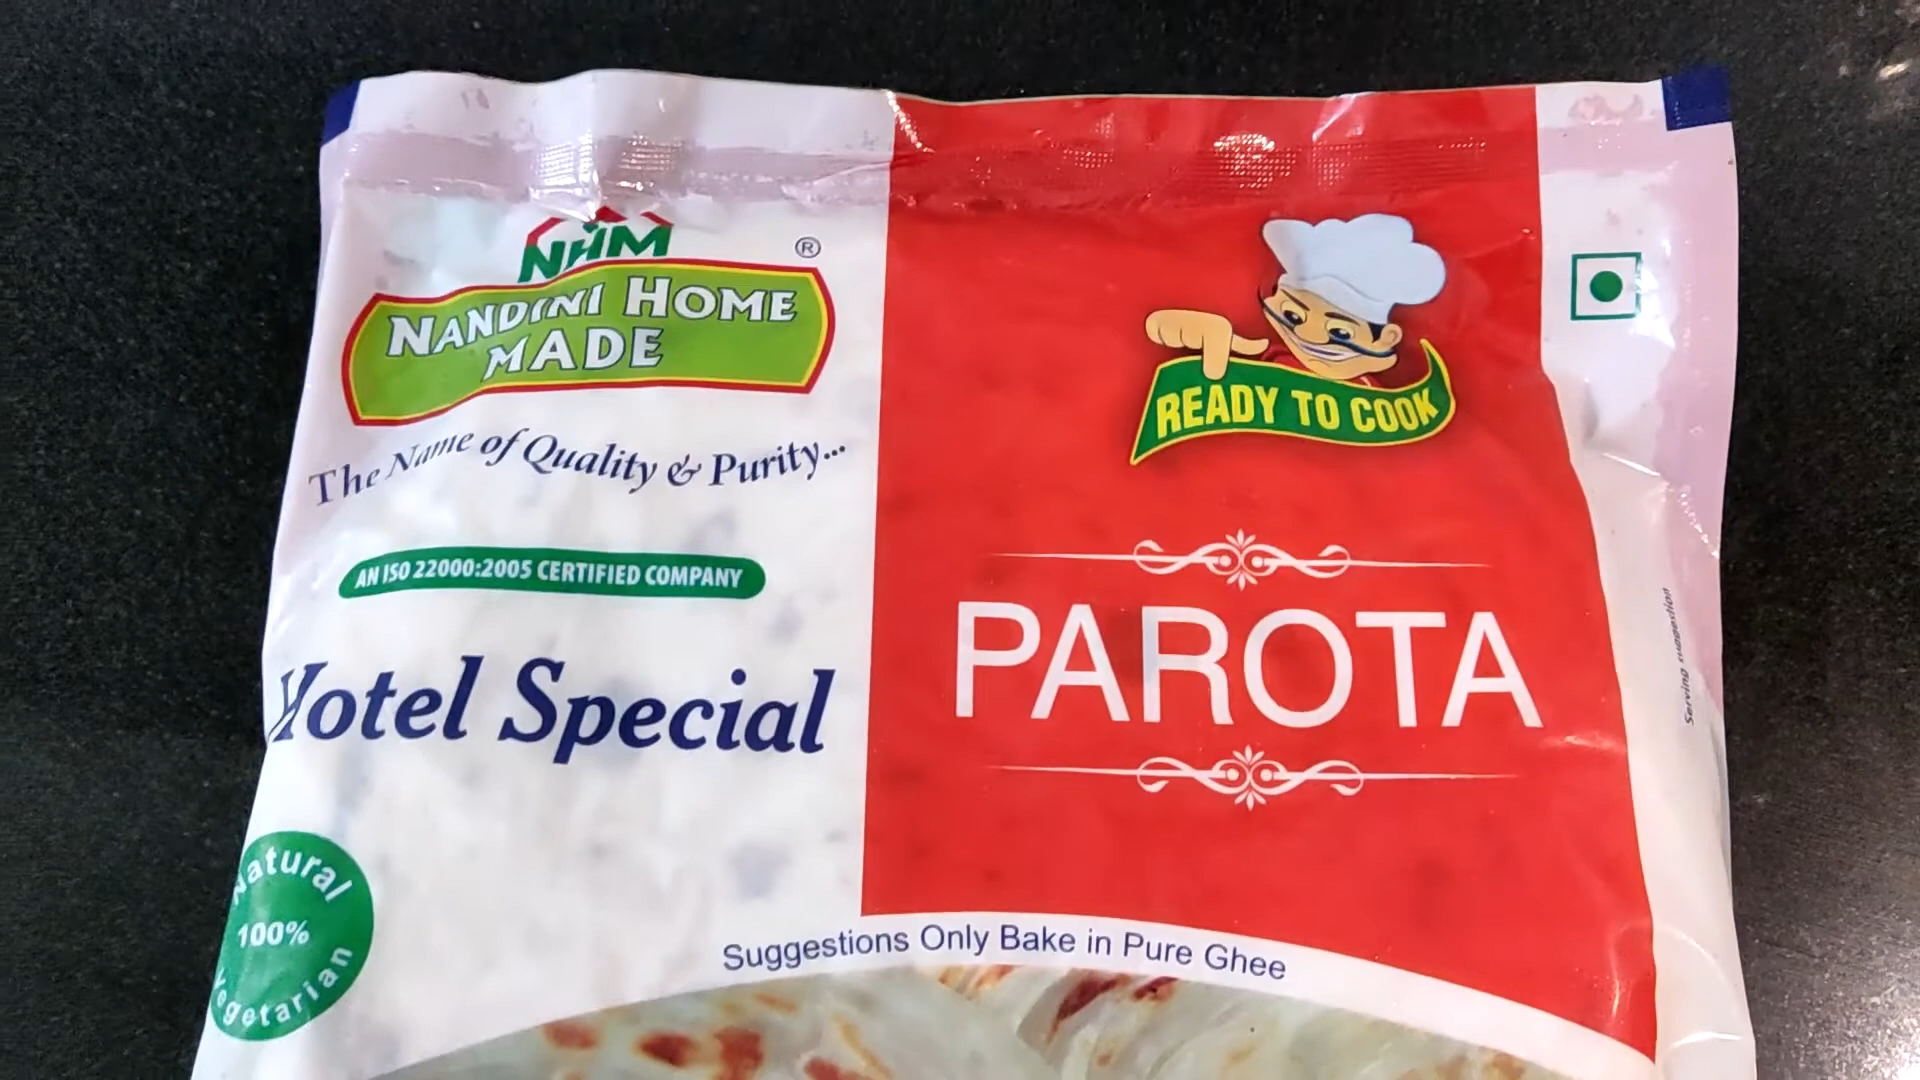 NHM
®
NANDINI HOME
MADE
The Name of Quality & Purity...
AN ISO 22000:2005 CERTIFIED COMPANY
Hotel Special
Natural
100%
Vegetarian
READY TO COOK
PAROTA
Suggestions Only Bake in Pure Ghee
Serving suggestion